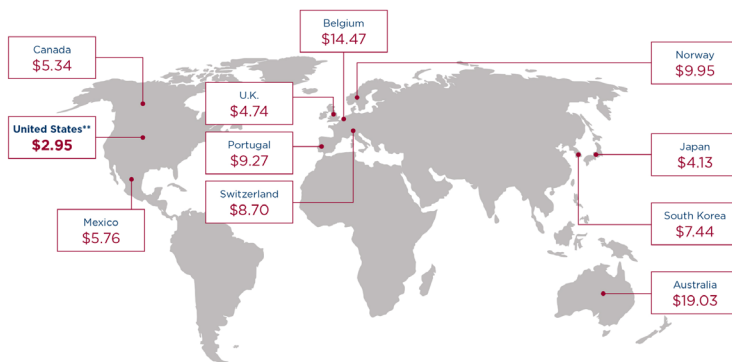 Belgium
$14.47
Canada
$5.34
Norway
$9.95
U.K.
$4.74
United States**
$2.95
Portugal
$9.27
Japan
$4.13
Switzerland
$8.70
Mexico
$5.76
South Korea
$7.44
Australia
$19.03